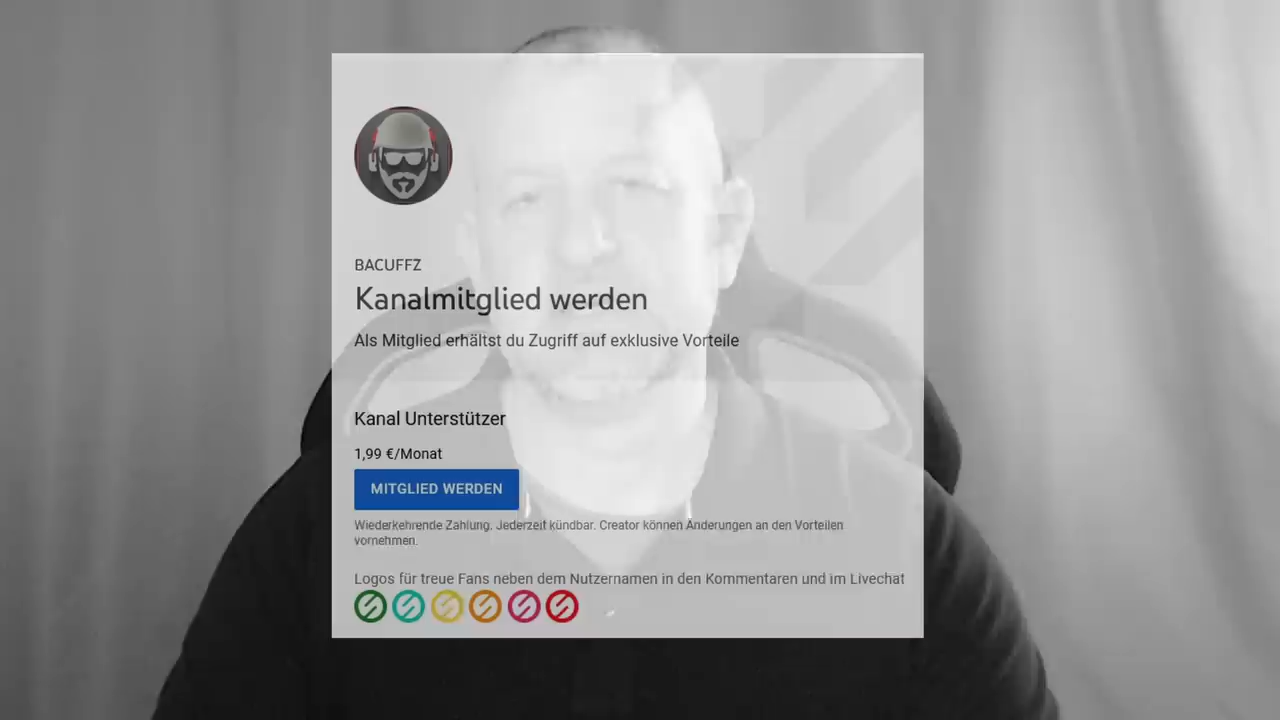 BACUFFZ
Kanalmitglied werden
Als Mitglied erhältst du Zugriff auf exklusive Vorteile
Kanal Unterstützer
1,99 €/Monat
MITGLIED WERDEN
Wiederkehrende Zahlung. Jederzeit kündbar. Creator können Änderungen an den Vorteilen
vornehmen.
Logos für treue Fans neben dem Nutzernamen in den Kommentaren und im Livechat